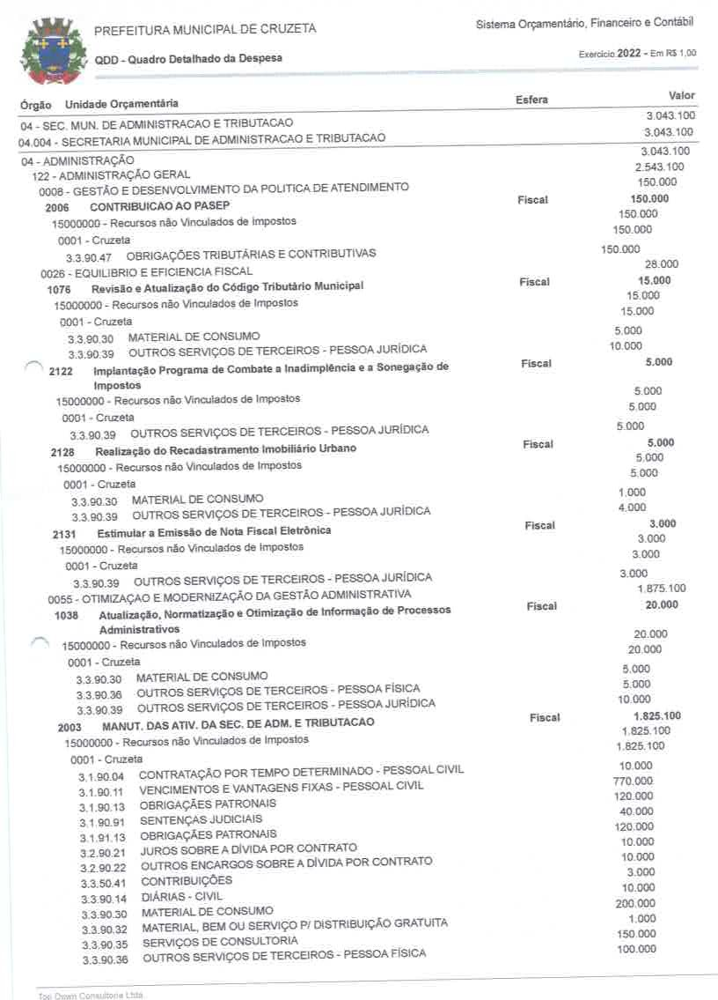 PREFEITURA MUNICIPAL DE CRUZETA
Sistema Orçamentário, Financeiro e Contábil
QDD - Quadro Detalhado da Despesa
Exercício 2022 - Em R$ 1,00
Órgão Unidade Orçamentária Esfera Valor
04 - SEC. MUN. DE ADMINISTRACAO E TRIBUTACAO 3.043.100
04.004 - SECRETARIA MUNICIPAL DE ADMINISTRACAO E TRIBUTACAO 3.043.100
04 - ADMINISTRAÇÃO 3.043.100
122 - ADMINISTRAÇÃO GERAL 2.543.100
0008 - GESTÃO E DESENVOLVIMENTO DA POLITICA DE ATENDIMENTO 150.000
2006 CONTRIBUICAO AO PASEP Fiscal 150.000
15000000 - Recursos não Vinculados de Impostos 150.000
0001 - Cruzeta 150.000
3.3.90.47 OBRIGAÇÕES TRIBUTÁRIAS E CONTRIBUTIVAS 150.000
0026 - EQUILIBRIO E EFICIENCIA FISCAL 28.000
1076 Revisão e Atualização do Código Tributário Municipal Fiscal 15.000
15000000 - Recursos não Vinculados de Impostos 15.000
0001 - Cruzeta 15.000
3.3.90.30 MATERIAL DE CONSUMO 5.000
3.3.90.39 OUTROS SERVIÇOS DE TERCEIROS - PESSOA JURÍDICA 10.000
2122 Implantação Programa de Combate a Inadimplência e a Sonegação de Fiscal 5.000
Impostos
15000000 - Recursos não Vinculados de Impostos 5.000
0001 - Cruzeta 5.000
3.3.90.39 OUTROS SERVIÇOS DE TERCEIROS - PESSOA JURÍDICA 5.000
2128 Realização do Recadastramento Imobiliário Urbano Fiscal 5.000
15000000 - Recursos não Vinculados de Impostos 5.000
0001 - Cruzeta 5.000
3.3.90.30 MATERIAL DE CONSUMO 1.000
3.3.90.39 OUTROS SERVIÇOS DE TERCEIROS - PESSOA JURÍDICA 4.000
2131 Estimular a Emissão de Nota Fiscal Eletrônica Fiscal 3.000
15000000 - Recursos não Vinculados de Impostos 3.000
0001 - Cruzeta 3.000
3.3.90.39 OUTROS SERVIÇOS DE TERCEIROS - PESSOA JURÍDICA 3.000
0055 - OTIMIZAÇAO E MODERNIZAÇÃO DA GESTÃO ADMINISTRATIVA 1.875.100
1038 Atualização, Normatização e Otimização de Informação de Processos Fiscal 20.000
Administrativos
15000000 - Recursos não Vinculados de Impostos 20.000
0001 - Cruzeta 20.000
3.3.90.30 MATERIAL DE CONSUMO 5.000
3.3.90.36 OUTROS SERVIÇOS DE TERCEIROS - PESSOA FÍSICA 5.000
3.3.90.39 OUTROS SERVIÇOS DE TERCEIROS - PESSOA JURÍDICA 10.000
2003 MANUT. DAS ATIV. DA SEC. DE ADM. E TRIBUTACAO Fiscal 1.825.100
15000000 - Recursos não Vinculados de Impostos 1.825.100
0001 - Cruzeta 1.825.100
3.1.90.04 CONTRATAÇÃO POR TEMPO DETERMINADO - PESSOAL CIVIL 10.000
3.1.90.11 VENCIMENTOS E VANTAGENS FIXAS - PESSOAL CIVIL 770.000
3.1.90.13 OBRIGAÇÃES PATRONAIS 120.000
3.1.90.91 SENTENÇAS JUDICIAIS 40.000
3.1.91.13 OBRIGAÇÃES PATRONAIS 120.000
3.2.90.21 JUROS SOBRE A DÍVIDA POR CONTRATO 10.000
3.2.90.22 OUTROS ENCARGOS SOBRE A DÍVIDA POR CONTRATO 10.000
3.3.50.41 CONTRIBUIÇÕES 3.000
3.3.90.14 DIÁRIAS - CIVIL 10.000
3.3.90.30 MATERIAL DE CONSUMO 200.000
3.3.90.32 MATERIAL, BEM OU SERVIÇO P/ DISTRIBUIÇÃO GRATUITA 1.000
3.3.90.35 SERVIÇOS DE CONSULTORIA 150.000
3.3.90.36 OUTROS SERVIÇOS DE TERCEIROS - PESSOA FÍSICA 100.000
Top Down Consultoria Ltda